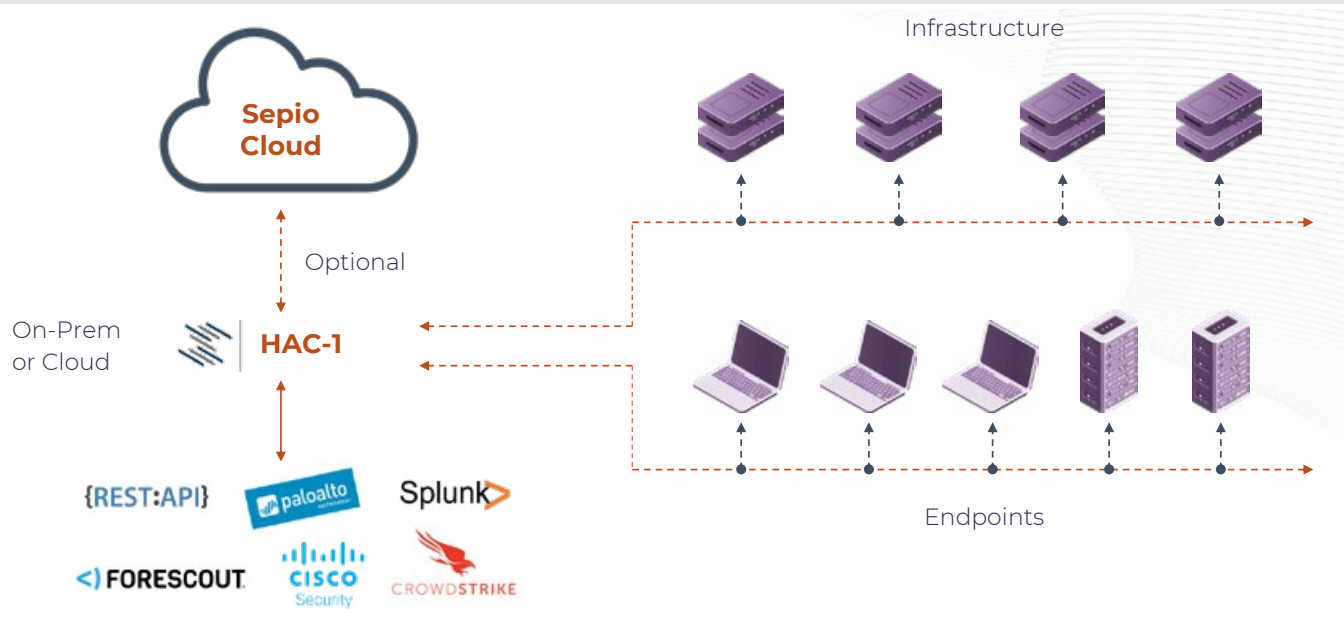 Infrastructure
Sepio
Cloud
Optional
On-Prem
or Cloud
HAC-1
{REST:API}
paloalto
Splunk>
<) FORESCOUT.
CISCO
Security
CROWDSTRIKE
Endpoints